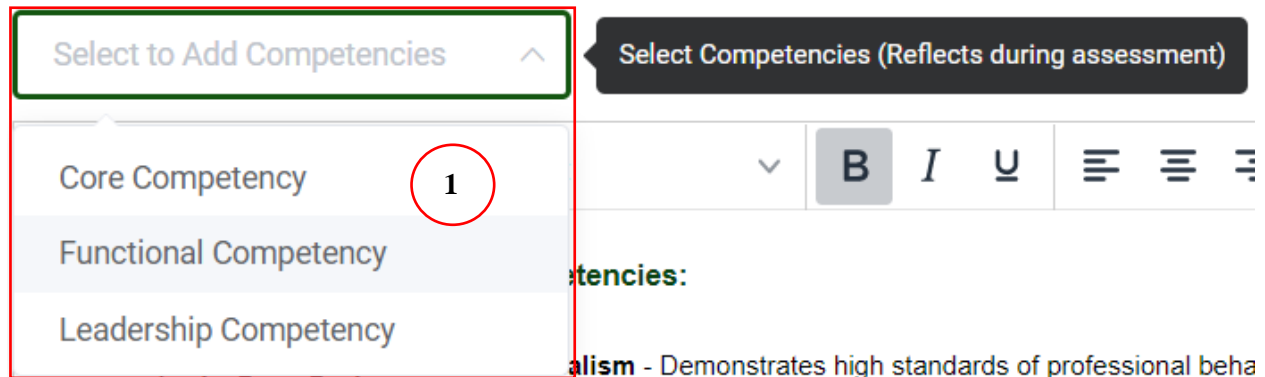 Select to Add Competencies
Select Competencies (Reflects during assessment)
B I U
Core Competency
1
Functional Competency
etencies:
Leadership Competency
alism - Demonstrates high standards of professional beha